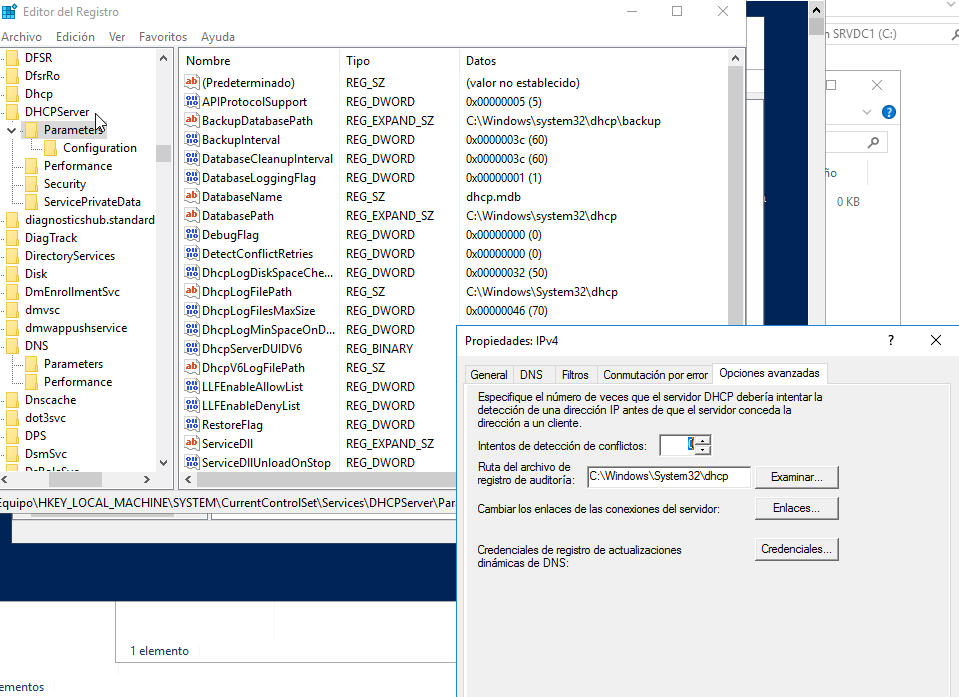 Editor del Registro
Archivo Edición Ver Favoritos Ayuda
DFSR
DfsrRo
Dhcp
DHCPServer
Parameters
Configuration
Performance
Security
ServicePrivateData
diagnosticshub.standard
DiagTrack
DirectoryServices
Disk
DmEnrollmentSvc
dmvsc
dmwappushservice
DNS
Parameters
Performance
Dnscache
dot3svc
DPS
DsmSvc
Nombre Tipo Datos
(Predeterminado) REG_SZ (valor no establecido)
APIProtocolSupport REG_DWORD 0x00000005 (5)
BackupDatabasePath REG_EXPAND_SZ C:\Windows\system32\dhcp\backup
BackupInterval REG_DWORD 0x0000003c (60)
DatabaseCleanupInterval REG_DWORD 0x0000003c (60)
DatabaseLoggingFlag REG_DWORD 0x00000001 (1)
DatabaseName REG_SZ dhcp.mdb
DatabasePath REG_EXPAND_SZ C:\Windows\system32\dhcp
DebugFlag REG_DWORD 0x00000000 (0)
DetectConflictRetries REG_DWORD 0x00000000 (0)
DhcpLogDiskSpaceChe... REG_DWORD 0x00000032 (50)
DhcpLogFilePath REG_SZ C:\Windows\System32\dhcp
DhcpLogFilesMaxSize REG_DWORD 0x00000046 (70)
DhcpLogMinSpaceOnD... REG_DWORD
DhcpServerDUIDV6 REG_BINARY
DhcpV6LogFilePath REG_SZ
LLFEnableAllowList REG_DWORD
LLFEnableDenyList REG_DWORD
RestoreFlag REG_DWORD
ServiceDll REG_EXPAND_SZ
ServiceDllUnloadOnStop REG_DWORD
Equipo\HKEY_LOCAL_MACHINE\SYSTEM\CurrentControlSet\Services\DHCPServer\Par
n SRVDC1 (C:)
ño
0 KB
Propiedades: IPv4
General DNS Filtros Conmutación por error Opciones avanzadas
Especifique el número de veces que el servidor DHCP debería intentar la
detección de una dirección IP antes de que el servidor conceda la
dirección a un cliente.
Intentos de detección de conflictos: 0
Ruta del archivo de
registro de auditoría: C:\Windows\System32\dhcp Examinar...
Cambiar los enlaces de las conexiones del servidor: Enlaces...
Credenciales de registro de actualizaciones
dinámicas de DNS: Credenciales...
1 elemento
ementos